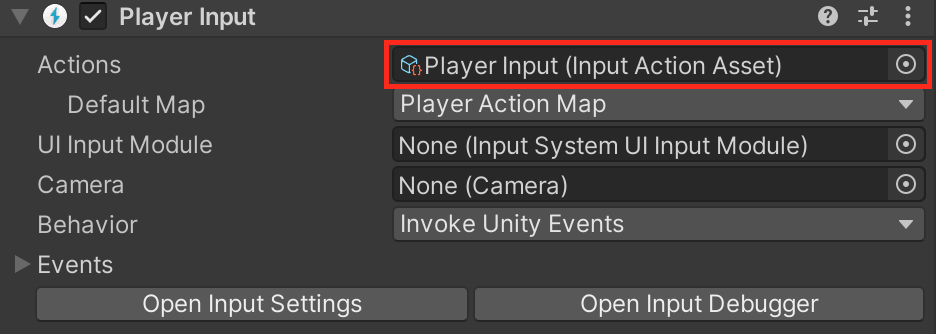 Player Input
Actions Player Input (Input Action Asset)
Default Map Player Action Map
UI Input Module None (Input System UI Input Module)
Camera None (Camera)
Behavior Invoke Unity Events
Events
Open Input Settings Open Input Debugger